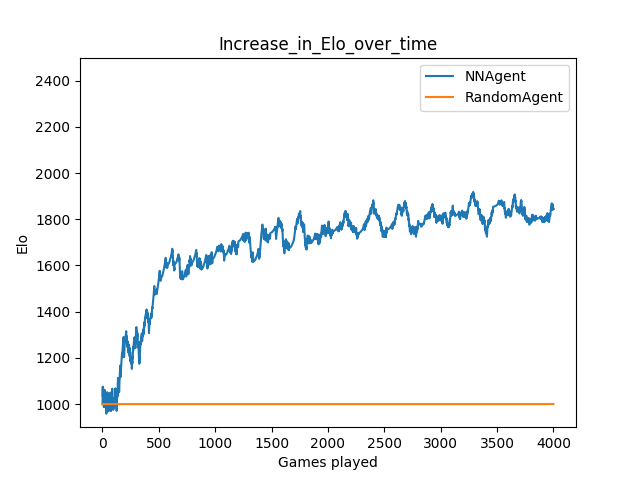 Increase_in_Elo_over_time
NNAgent
RandomAgent
2400
2200
2000
1800
1600
1400
1200
1000
Elo
0 500 1000 1500 2000 2500 3000 3500 4000
Games played